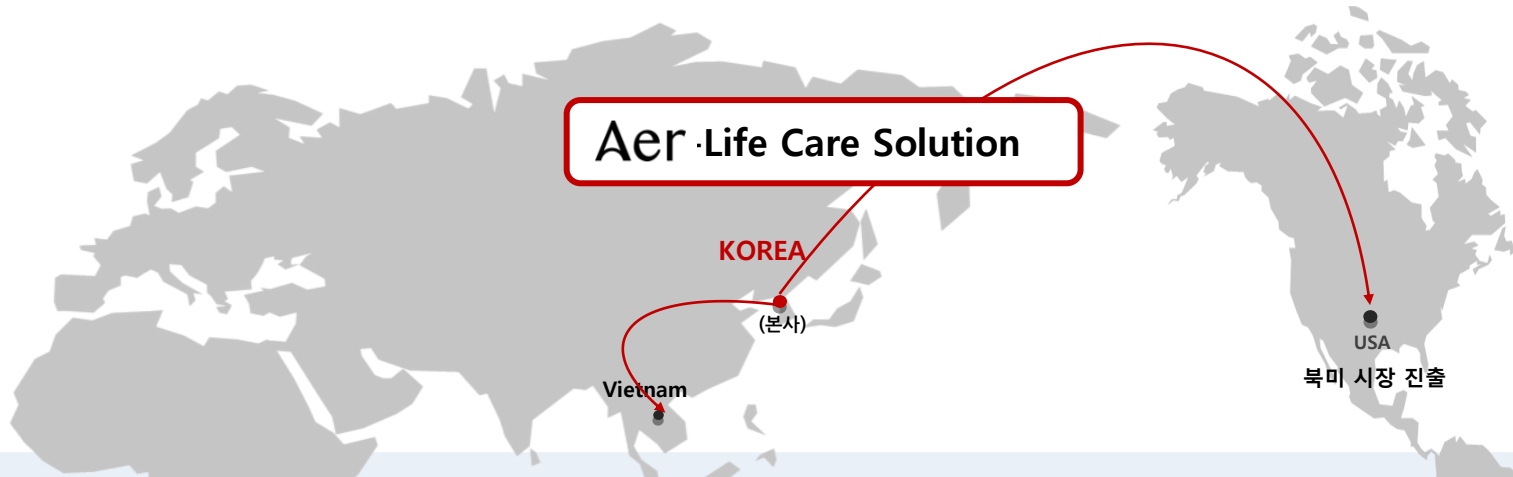 Aer ·Life Care Solution
KOREA
(본사)
USA
북미 시장 진출
Vietnam